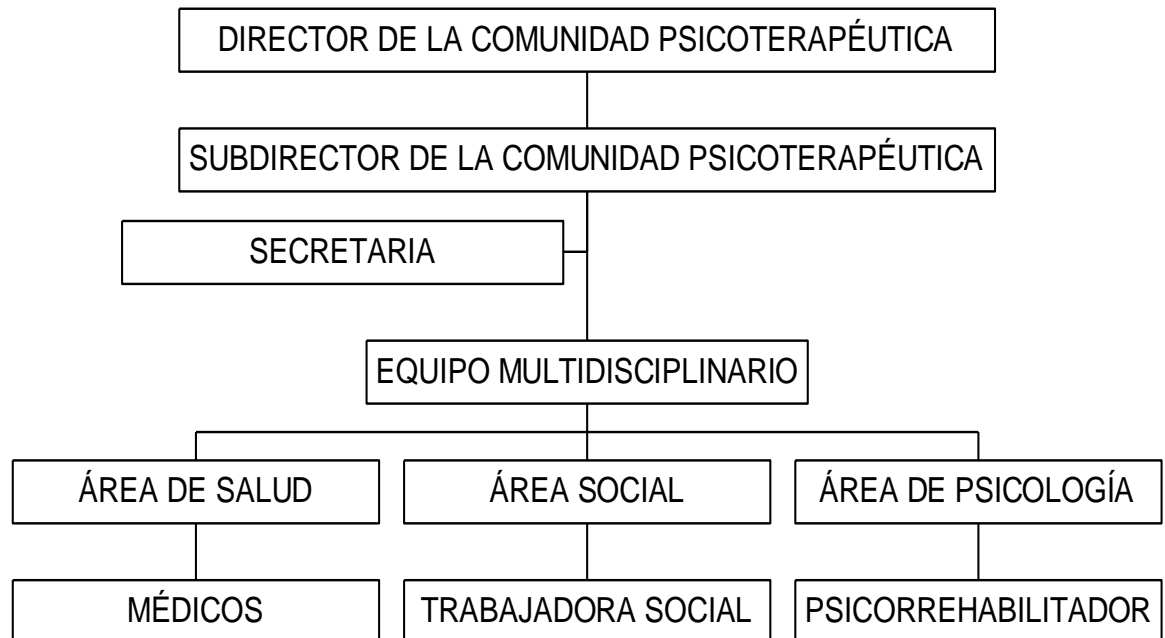 DIRECTOR DE LA COMUNIDAD PSICOTERAPÉUTICA
SUBDIRECTOR DE LA COMUNIDAD PSICOTERAPÉUTICA
SECRETARIA
EQUIPO MULTIDISCIPLINARIO
ÁREA DE SALUD
ÁREA SOCIAL
ÁREA DE PSICOLOGÍA
MÉDICOS
TRABAJADORA SOCIAL
PSICORREHABILITADOR